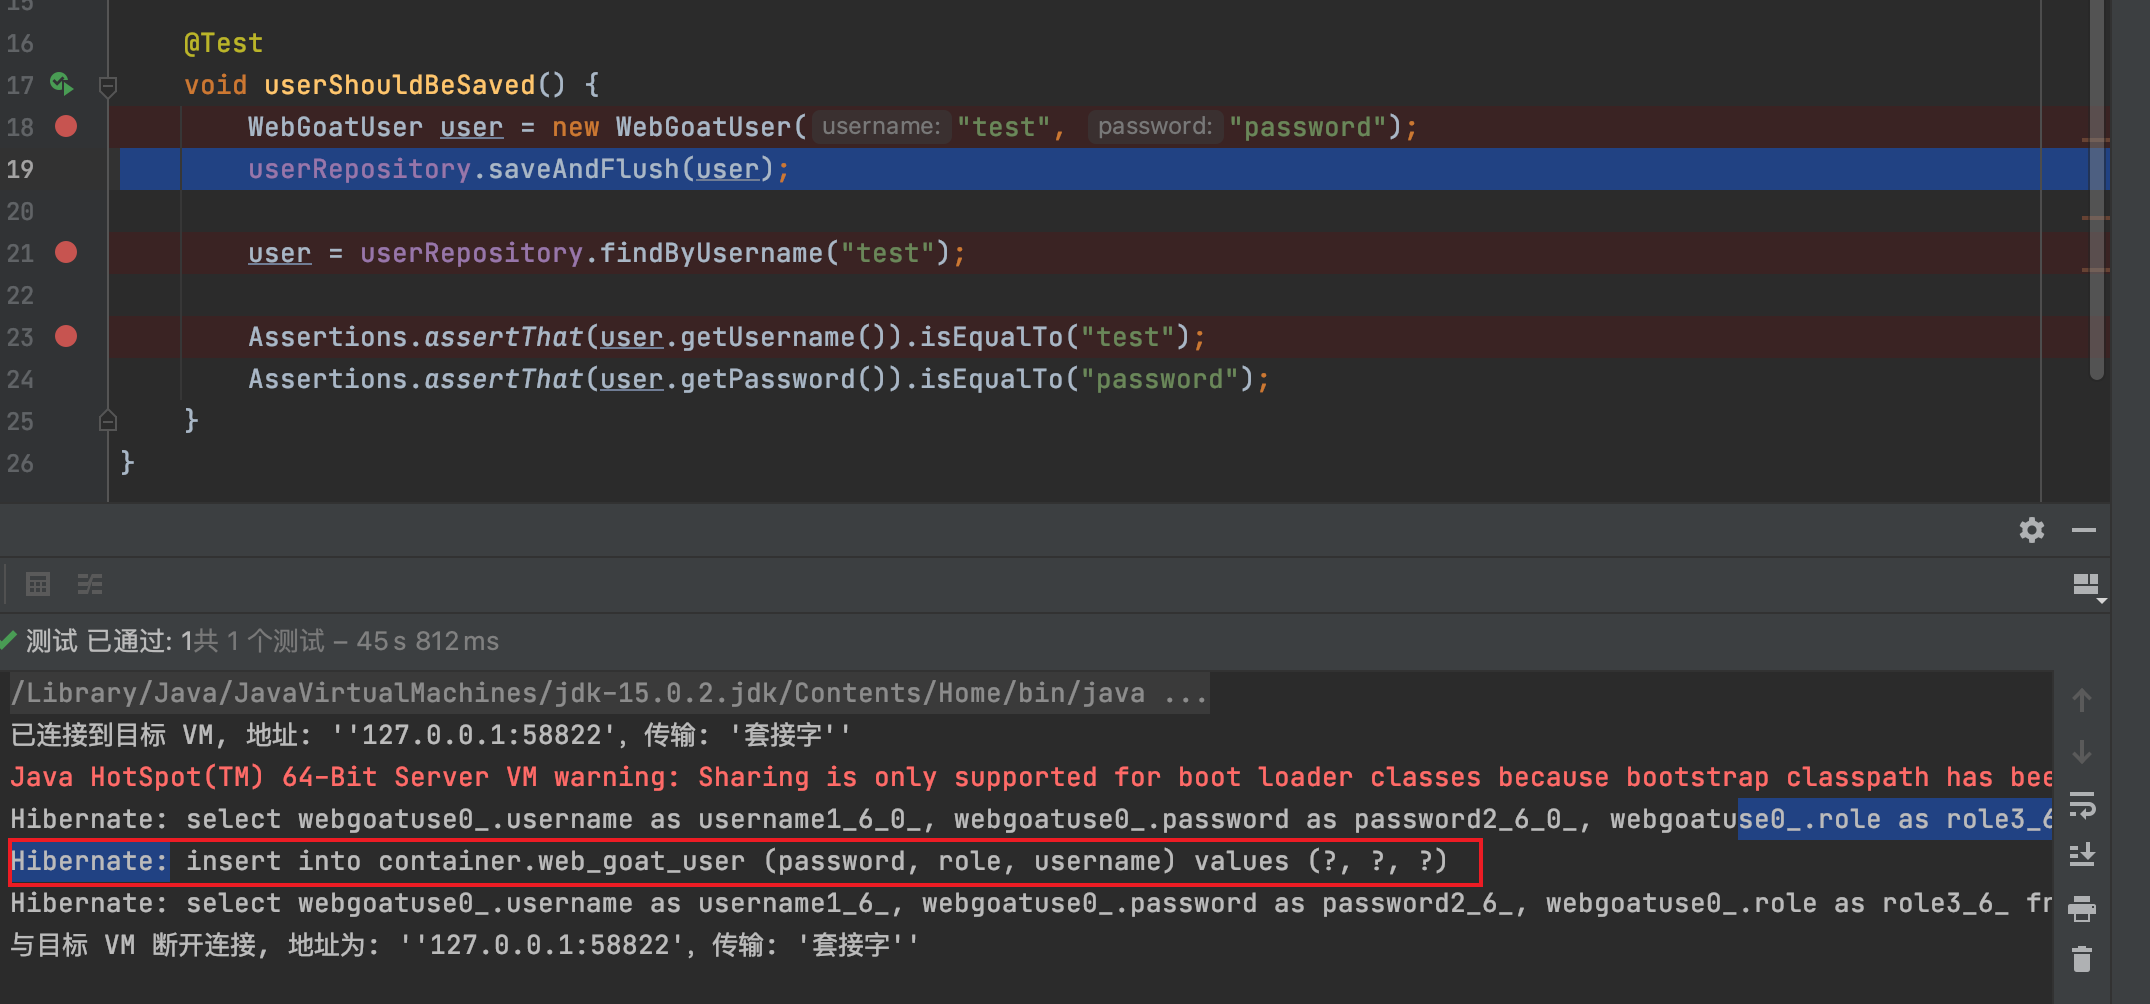 15
16 @Test
17 void userShouldBeSaved() {
18 WebGoatUser user = new WebGoatUser( username: "test", password: "password");
19 userRepository.saveAndFlush(user);
20
21 user = userRepository.findByUsername("test");
22
23 Assertions.assertThat(user.getUsername()).isEqualTo("test");
24 Assertions.assertThat(user.getPassword()).isEqualTo("password");
25 }
26 }
测试 已通过: 1共 1 个测试 – 45 s 812 ms
/Library/Java/JavaVirtualMachines/jdk-15.0.2.jdk/Contents/Home/bin/java ...
已连接到目标 VM, 地址: ''127.0.0.1:58822', 传输: '套接字''
Java HotSpot(TM) 64-Bit Server VM warning: Sharing is only supported for boot loader classes because bootstrap classpath has bee
Hibernate: select webgoatuse0_.username as username1_6_0_, webgoatuse0_.password as password2_6_0_, webgoatuse0_.role as role3_6
Hibernate: insert into container.web_goat_user (password, role, username) values (?, ?, ?)
Hibernate: select webgoatuse0_.username as username1_6_, webgoatuse0_.password as password2_6_, webgoatuse0_.role as role3_6_ fr
与目标 VM 断开连接, 地址为: ''127.0.0.1:58822', 传输: '套接字''